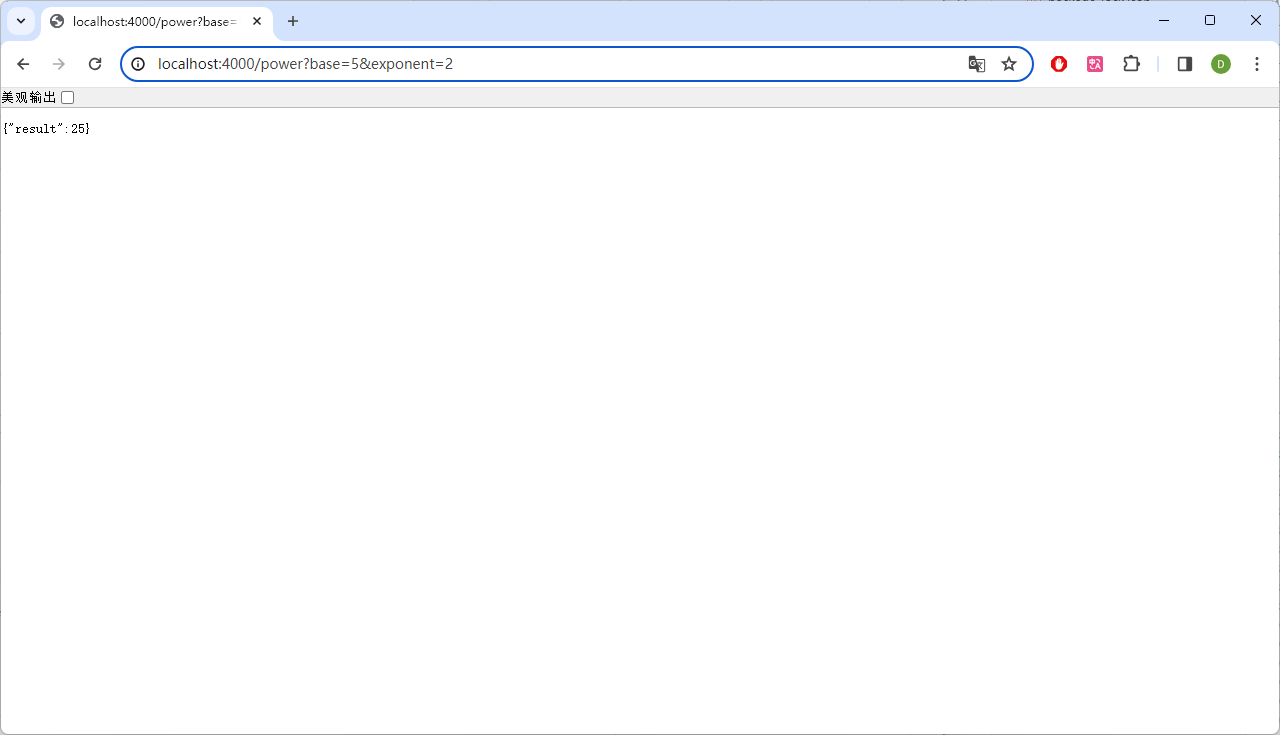 localhost:4000/power?base=
localhost:4000/power?base=5&exponent=2
D
美观输出
{"result":25}